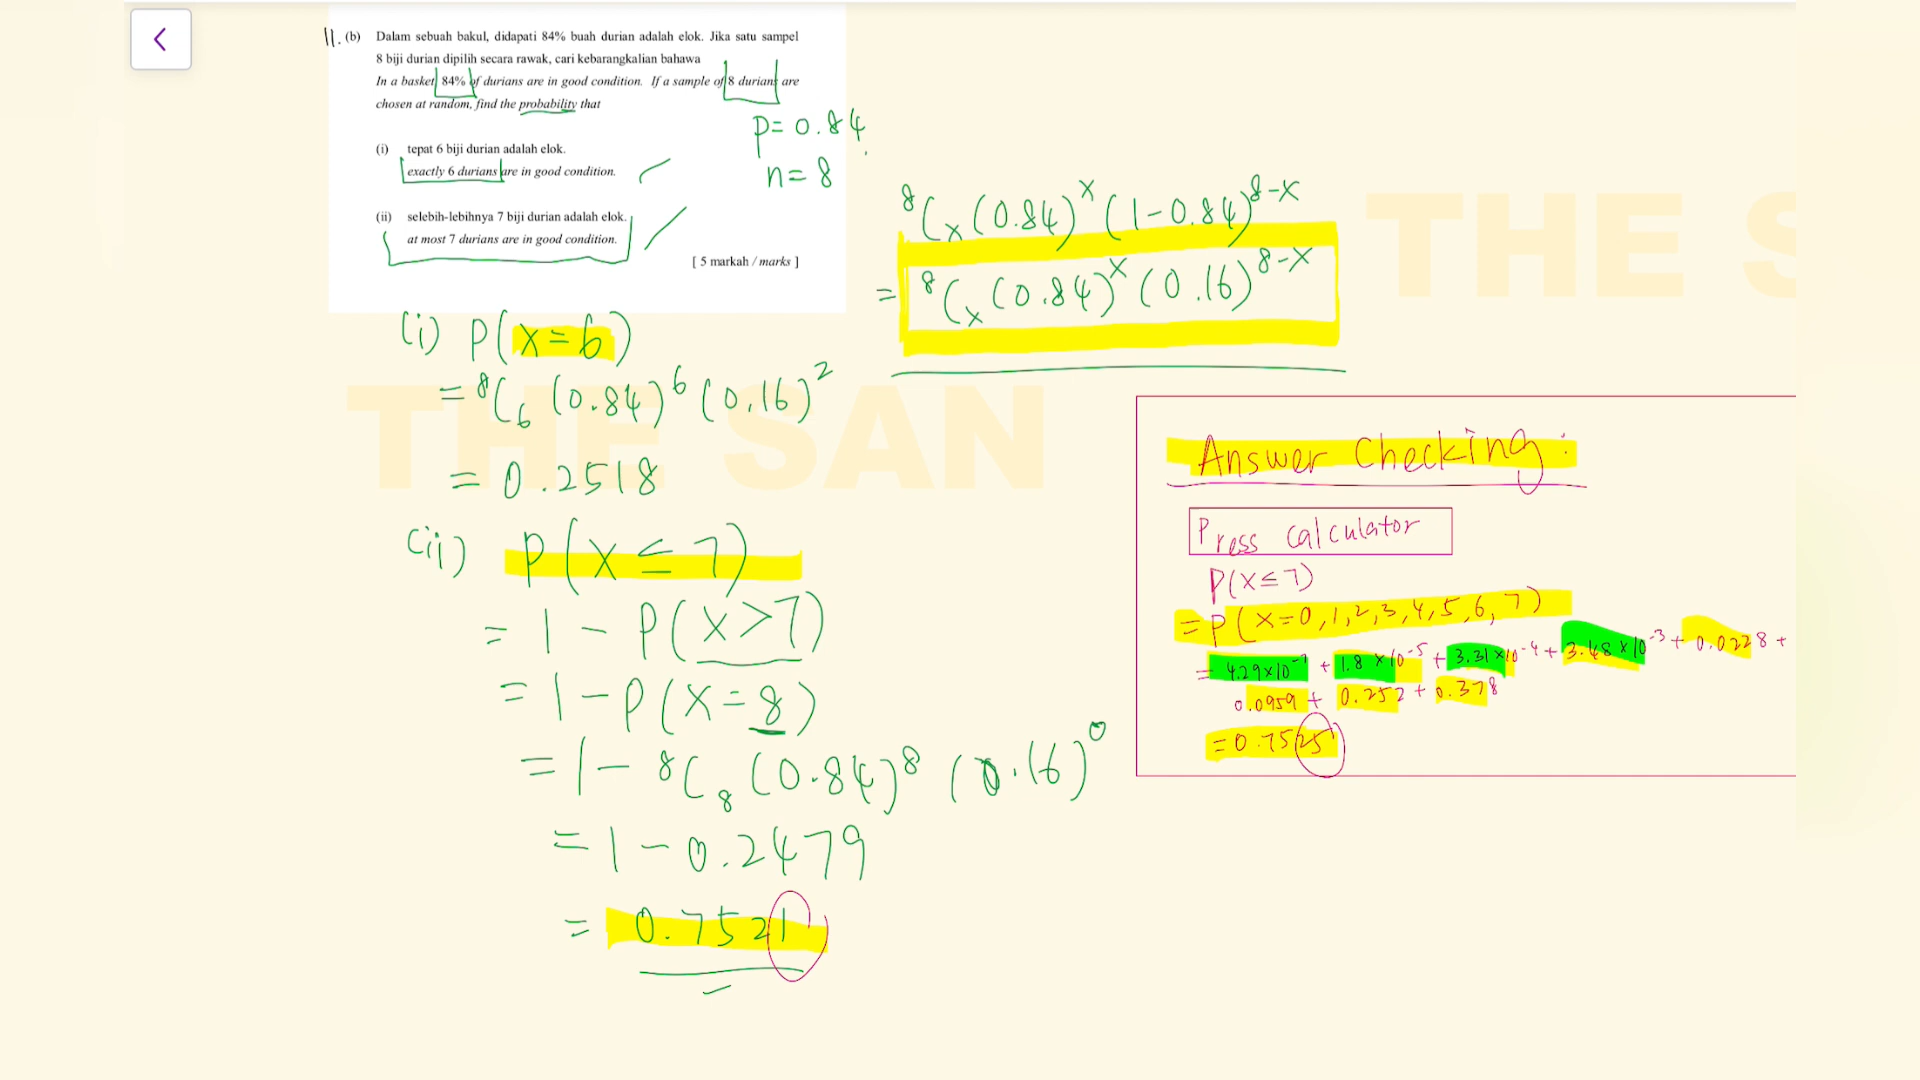 11. (b) Dalam sebuah bakul, didapati 84% buah durian adalah elok. Jika satu sampel
8 biji durian dipilih secara rawak, cari kebarangkalian bahawa
In a basket 84% of durians are in good condition. If a sample of 8 durians are
chosen at random, find the probability that
p = 0.84
(i) tepat 6 biji durian adalah elok.
exactly 6 durians are in good condition.
n = 8
(ii) selebih-lebihnya 7 biji durian adalah elok.
at most 7 durians are in good condition.
[ 5 markah / marks ]
⁸Cₓ (0.84)ˣ (1-0.84)⁸⁻ˣ
= ⁸Cₓ (0.84)ˣ (0.16)⁸⁻ˣ
THE S
(i) P(x=6)
= ⁸C₆ (0.84)⁶ (0.16)²
= 0.2518
THE SAN
(ii) P(x ≤ 7)
= 1 - P(x>7)
= 1 - P(x=8)
= 1 - ⁸C₈ (0.84)⁸ (0.16)⁰
= 1 - 0.2479
= 0.7521
Answer Checking :
Press calculator
P(x≤7)
= P(x=0,1,2,3,4,5,6,7)
= 4.29×10⁻⁷ + 1.8×10⁻⁵ + 3.31×10⁻⁴ + 3.48×10⁻³ + 0.0228 +
0.0959 + 0.252 + 0.378
= 0.7525